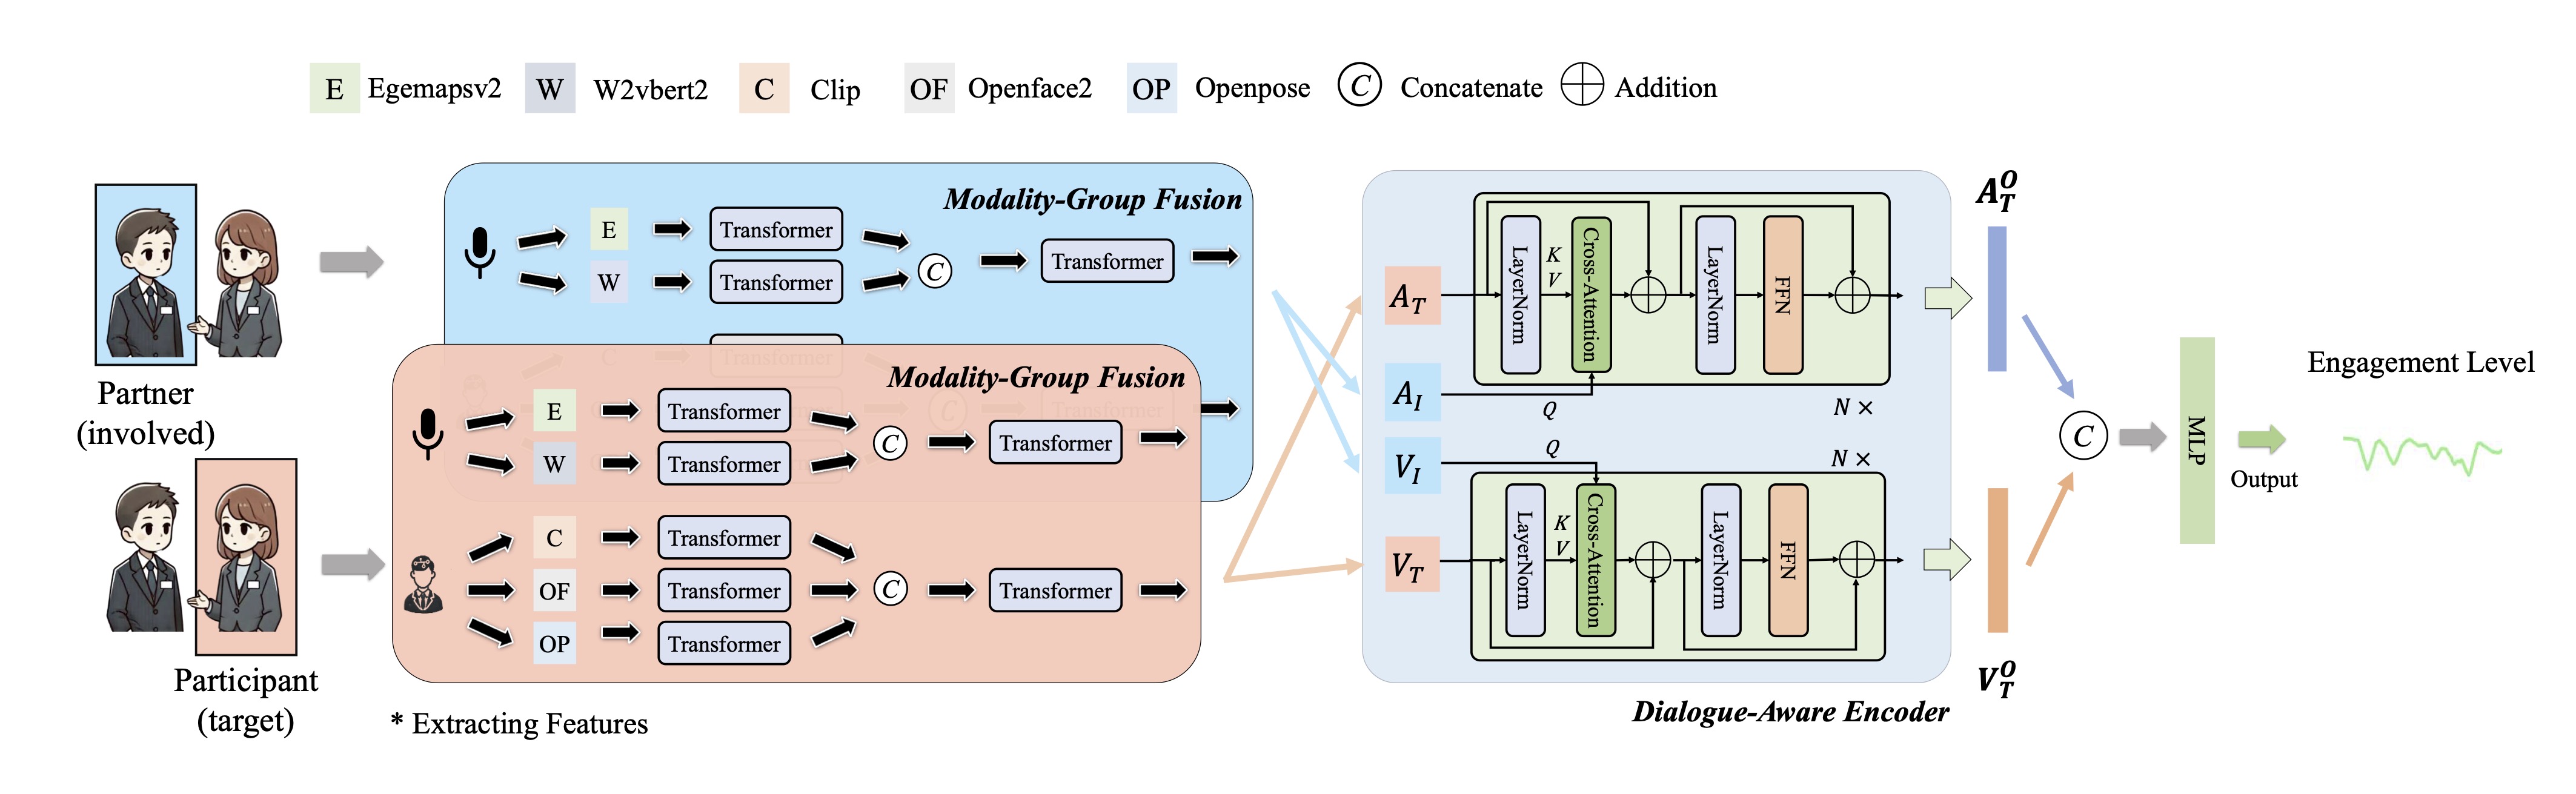 E Egemapsv2 W W2vbert2 C Clip OF Openface2 OP Openpose C Concatenate Addition
Partner
(involved)
Participant
(target)
Modality-Group Fusion
E Transformer
W Transformer
C Transformer
Transformer
Modality-Group Fusion
E Transformer
W Transformer
C Transformer
C Transformer
OF Transformer
OP Transformer
C Transformer
* Extracting Features
A_T
A_I
V_I
V_T
LayerNorm
K
V
Cross-Attention
LayerNorm
FFN
Q
N ×
Q
N ×
LayerNorm
K
V
Cross-Attention
LayerNorm
FFN
Dialogue-Aware Encoder
A_T^O
V_T^O
C
MLP
Output
Engagement Level